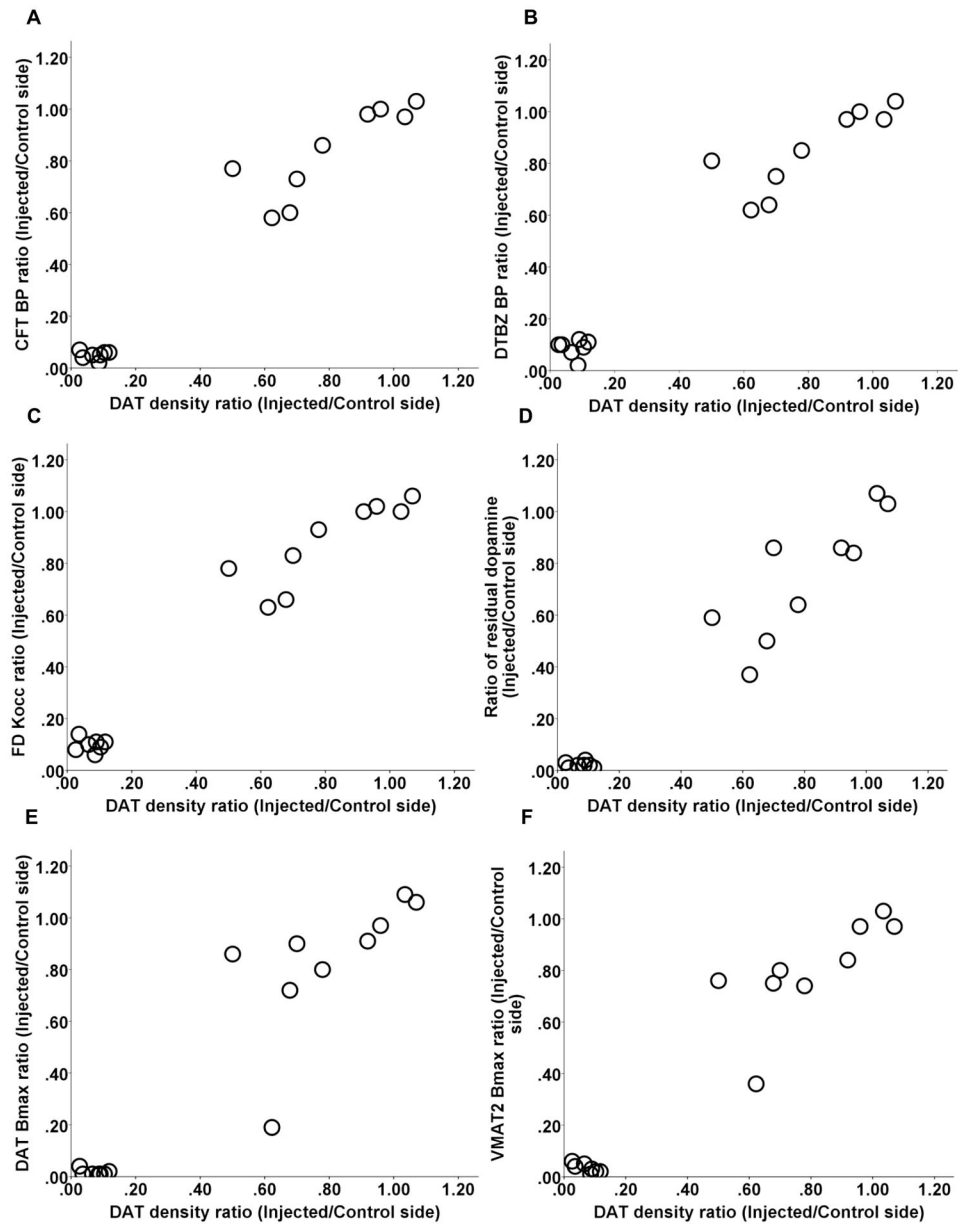 A
CFT BP ratio (Injected/Control side)
1.20
1.00
.80
.60
.40
.20
.00
.00 .20 .40 .60 .80 1.00 1.20
DAT density ratio (Injected/Control side)
B
DTBZ BP ratio (Injected/Control side)
1.20
1.00
.80
.60
.40
.20
.00
.00 .20 .40 .60 .80 1.00 1.20
DAT density ratio (Injected/Control side)
C
FD Kocc ratio (Injected/Control side)
1.20
1.00
.80
.60
.40
.20
.00
.00 .20 .40 .60 .80 1.00 1.20
DAT density ratio (Injected/Control side)
D
Ratio of residual dopamine
(Injected/Control side)
1.20
1.00
.80
.60
.40
.20
.00
.00 .20 .40 .60 .80 1.00 1.20
DAT density ratio (Injected/Control side)
E
DAT Bmax ratio (Injected/Control side)
1.20
1.00
.80
.60
.40
.20
.00
.00 .20 .40 .60 .80 1.00 1.20
DAT density ratio (Injected/Control side)
F
VMAT2 Bmax ratio (Injected/Control
side)
1.20
1.00
.80
.60
.40
.20
.00
.00 .20 .40 .60 .80 1.00 1.20
DAT density ratio (Injected/Control side)